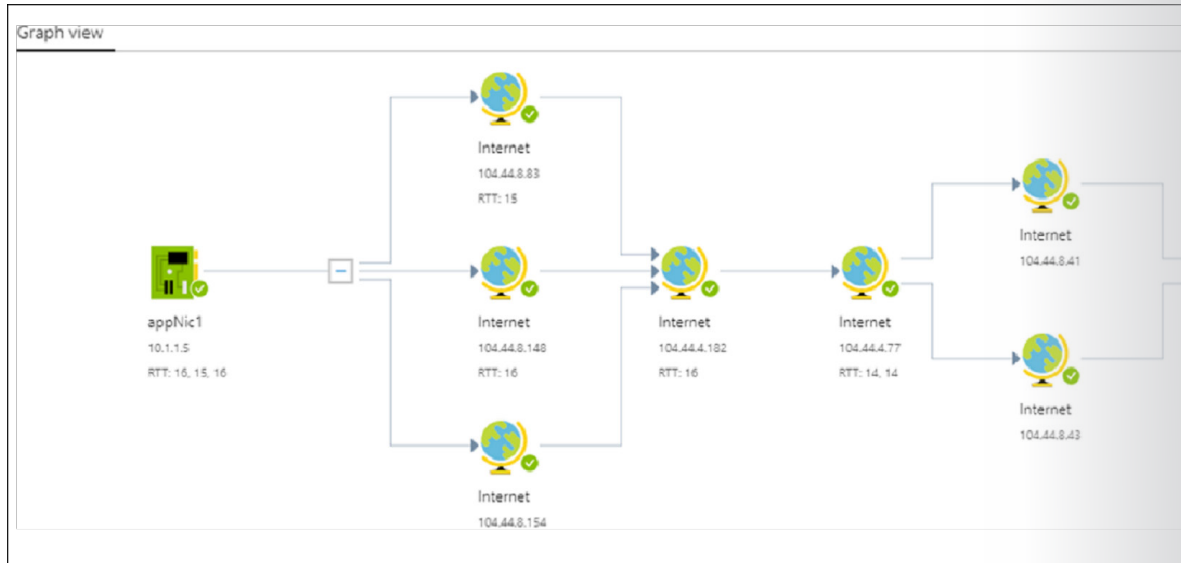 Graph view
Internet
104.44.8.83
RTT: 15
appNic1
10.1.1.5
RTT: 16, 15, 16
Internet
104.44.8.148
RTT: 16
Internet
104.44.4.182
RTT: 16
Internet
104.44.4.77
RTT: 14, 14
Internet
104.44.8.41
Internet
104.44.8.43
Internet
104.44.8.154